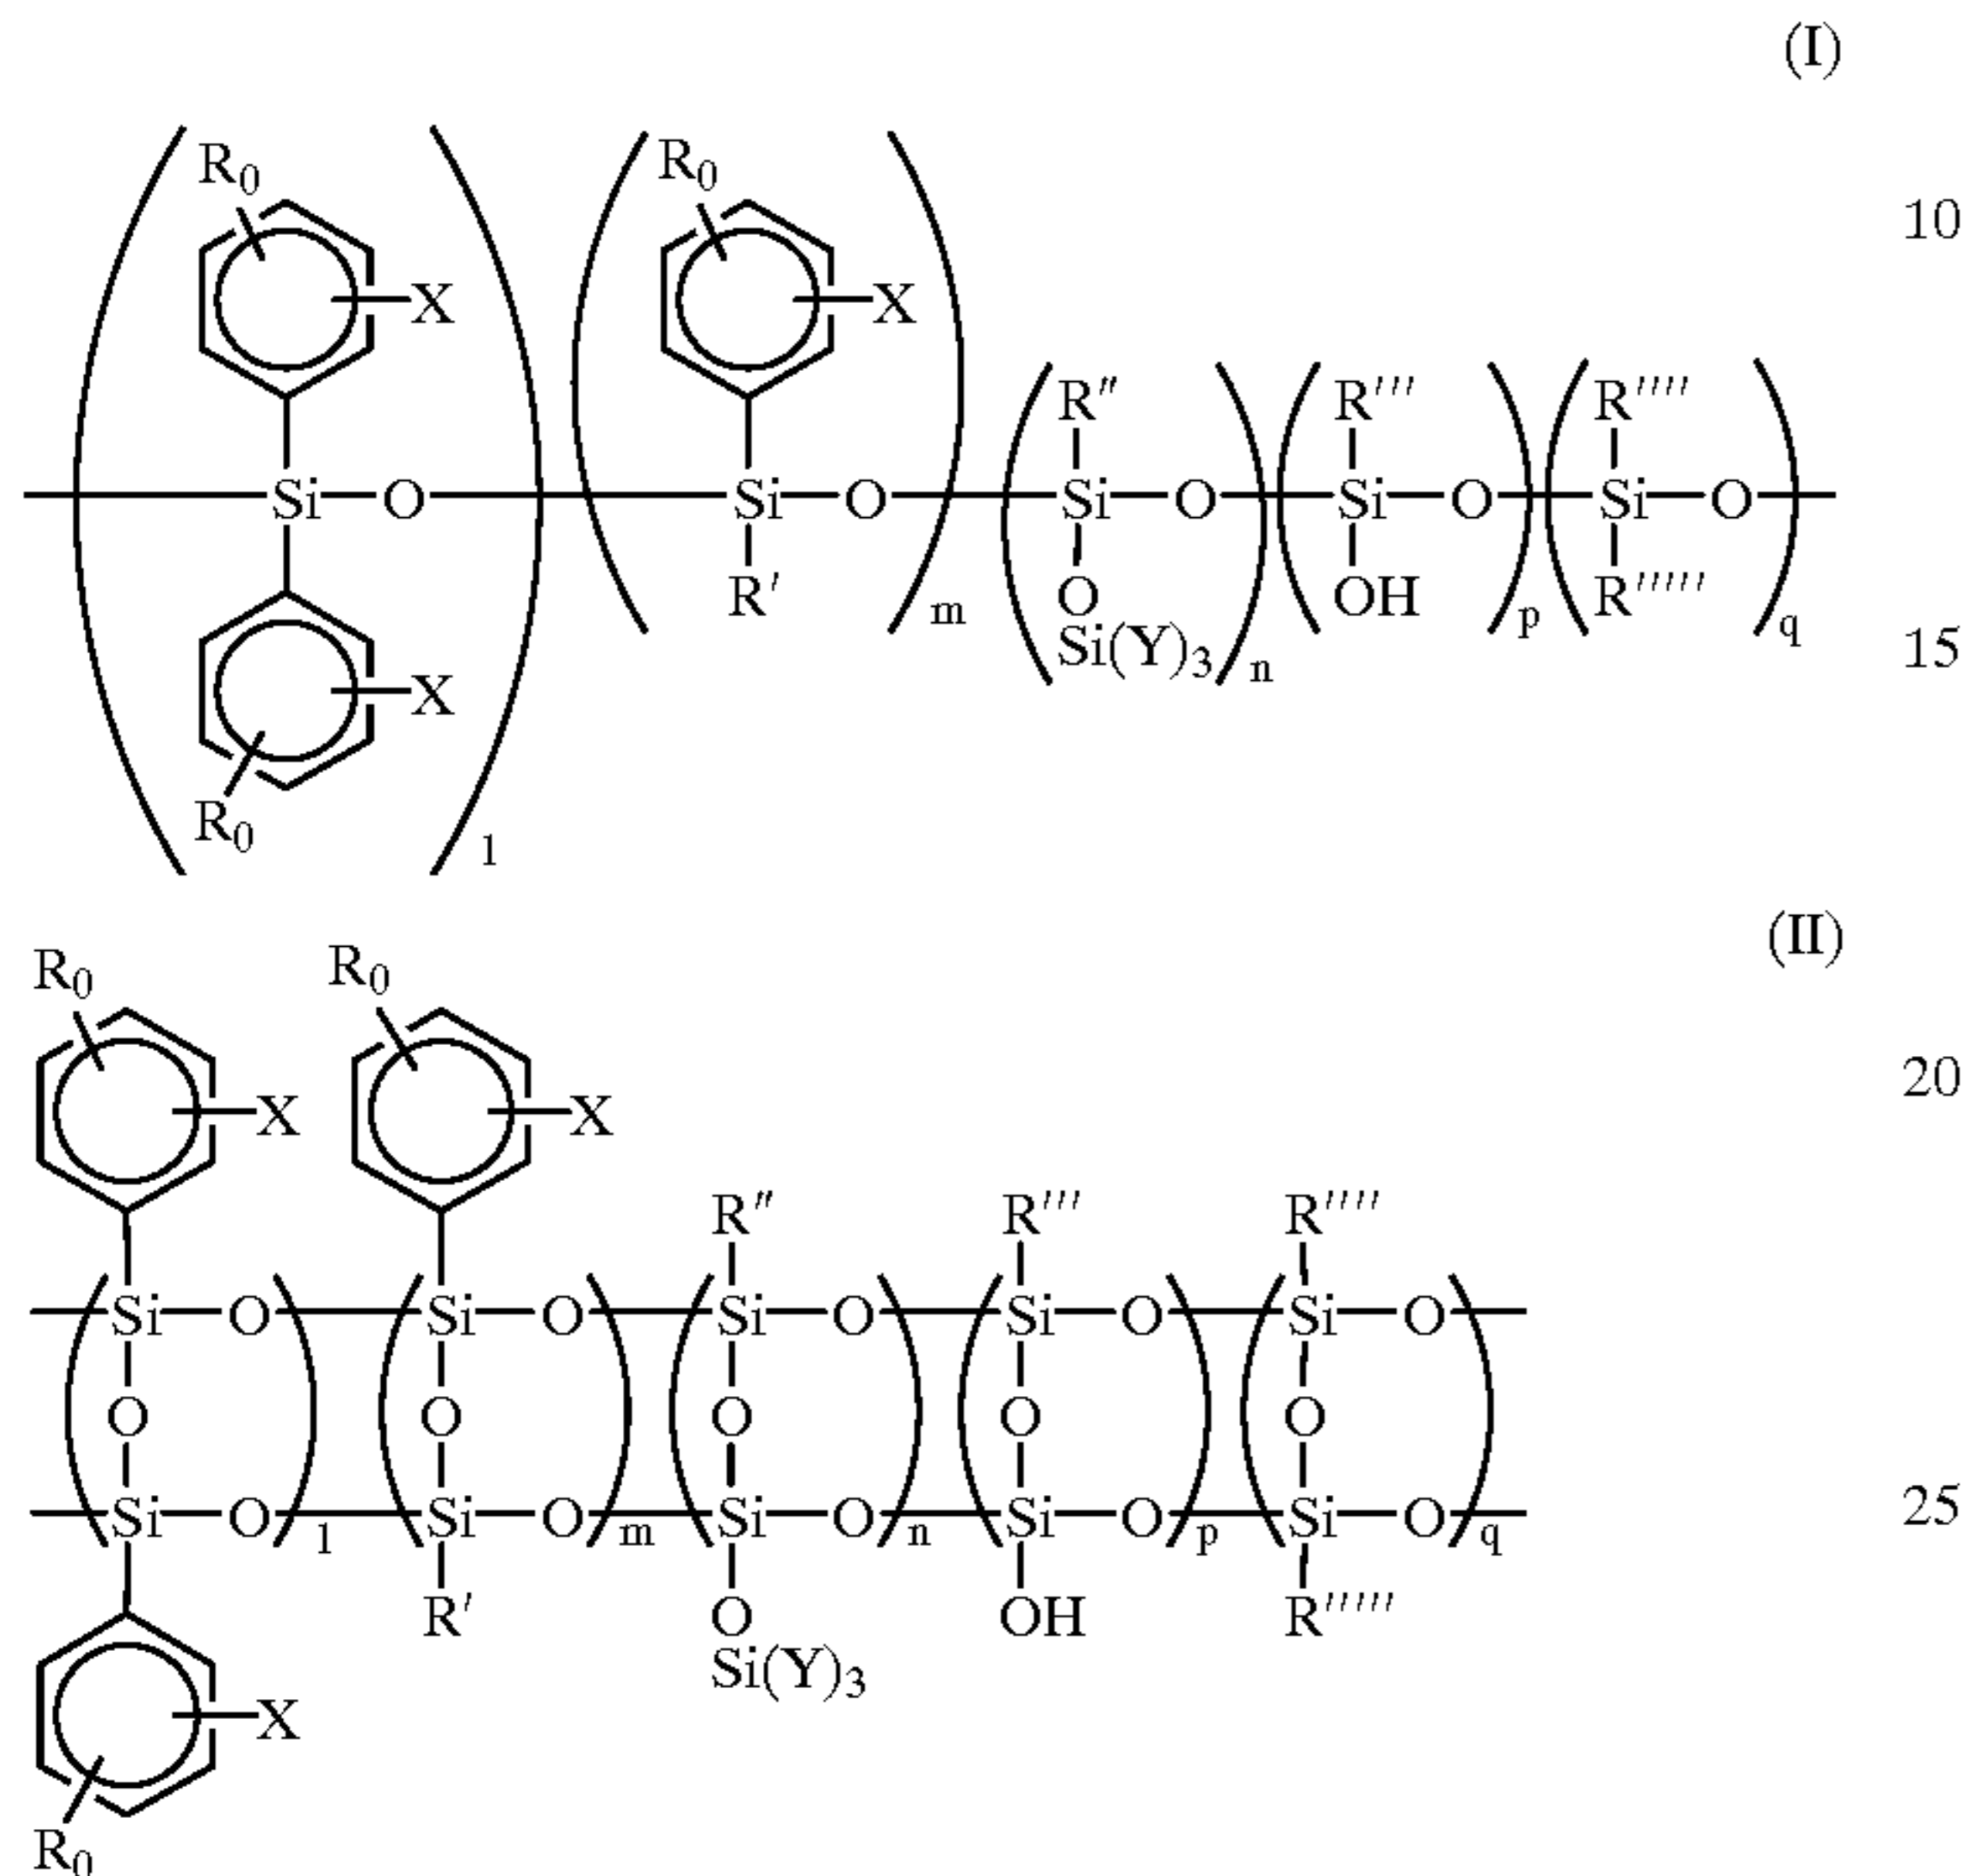 (I)
R0 R0 10
X X
R″ R‴ R⁗
Si—O Si—O Si—O Si—O Si—O
R′ O OH R′′′′′
m Si(Y)3 n p q 15
X
R0 l
(II)
R0 R0
20
X X
R″ R‴ R′′′′′
Si—O Si—O Si—O Si—O Si—O
O O O O O
Si—O Si—O Si—O Si—O Si—O 25
l m n p q
R′ O OH R′′′′′
Si(Y)3
X
R0